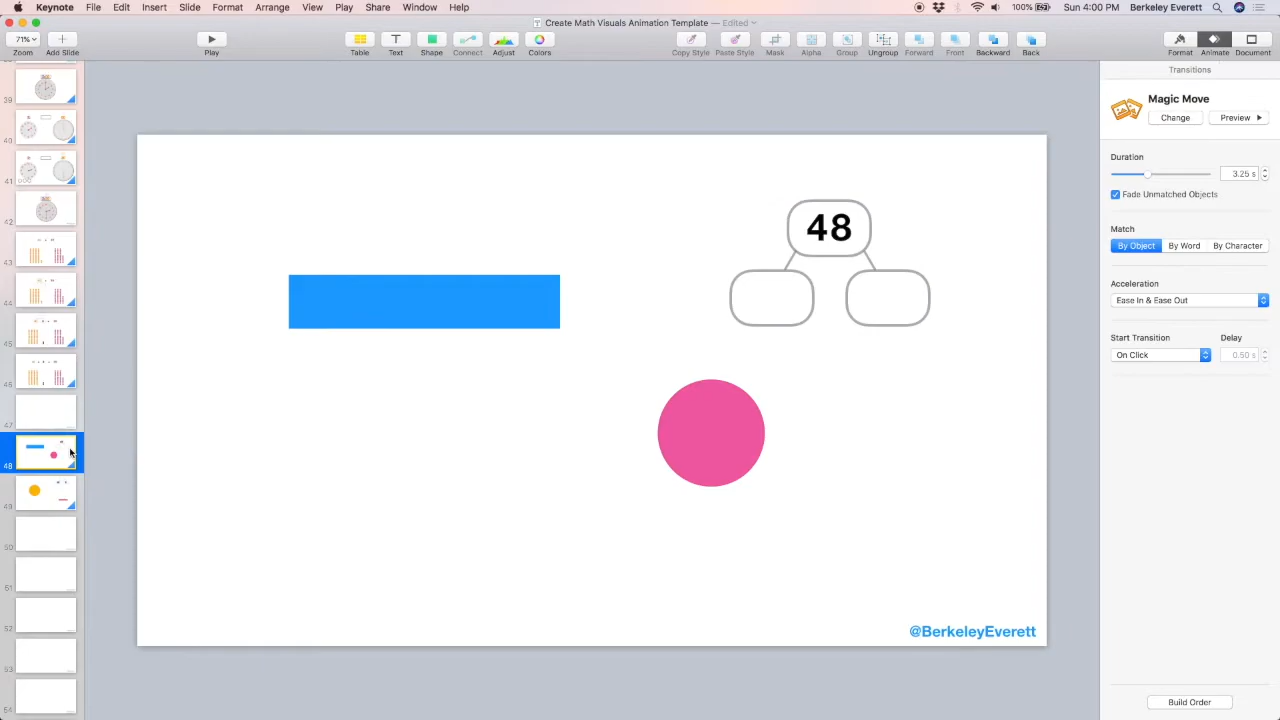 Keynote File Edit Insert Slide Format Arrange View Play Share Window Help 100% Sun 4:00 PM Berkeley Everett
Create Math Visuals Animation Template — Edited
71%
Zoom Add Slide Play Table Text Shape Connect Adjust Colors Copy Style Paste Style Mask Alpha Group Ungroup Forward Front Backward Back Format Animate Document
Transitions
Magic Move
Change Preview
Duration
3.25 s
Fade Unmatched Objects
Match
By Object By Word By Character
Acceleration
Ease In & Ease Out
Start Transition Delay
On Click 0.50 s
Build Order
39
40
41
42
43
44
45
46
47
48
49
50
51
52
53
54
48
@BerkeleyEverett